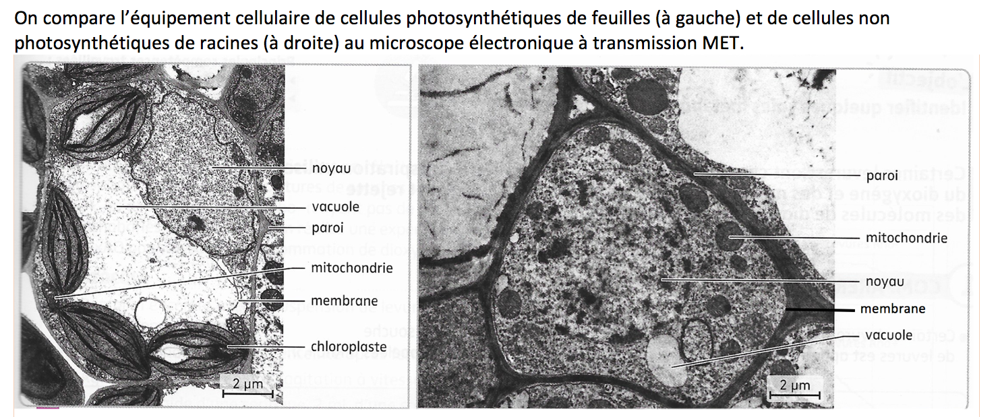 On compare l’équipement cellulaire de cellules photosynthétiques de feuilles (à gauche) et de cellules non
photosynthétiques de racines (à droite) au microscope électronique à transmission MET.
noyau
vacuole
paroi
mitochondrie
membrane
chloroplaste
2 µm
paroi
mitochondrie
noyau
membrane
vacuole
2 µm